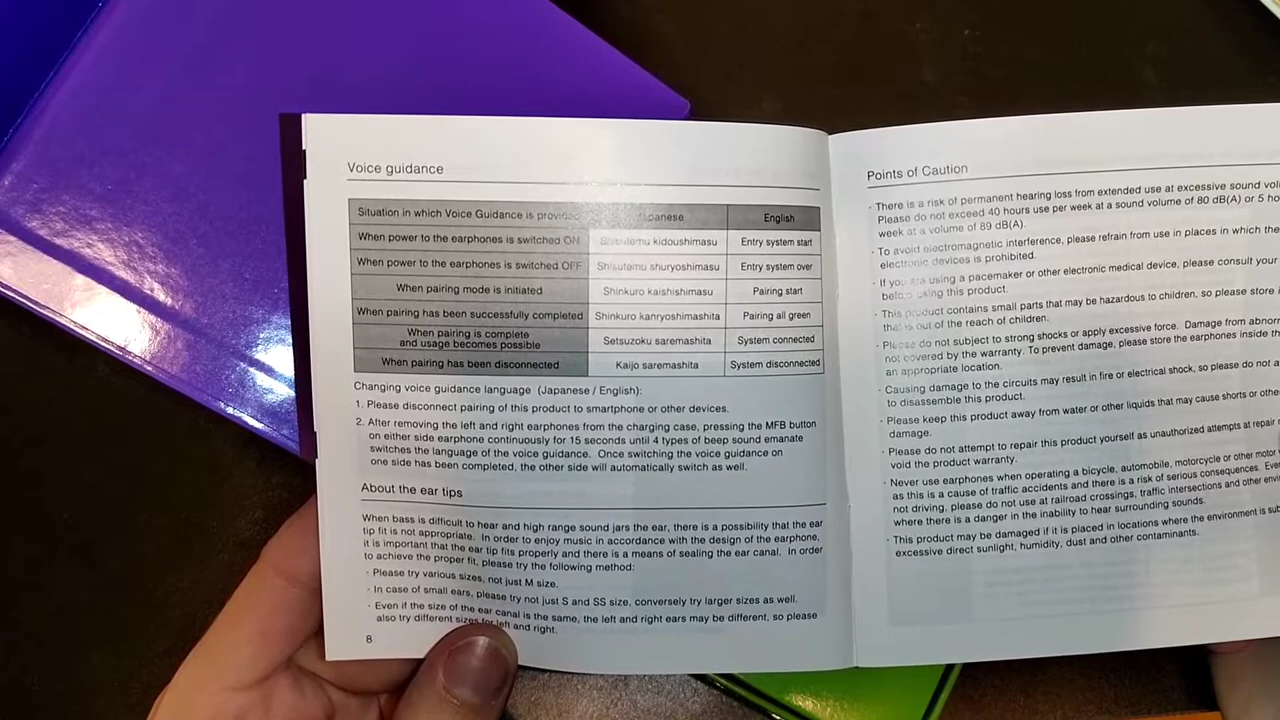 Voice guidance
Situation in which Voice Guidance is provided Japanese English
When power to the earphones is switched ON Shisutemu kidoushimasu Entry system start
When power to the earphones is switched OFF Shisutemu shuryoshimasu Entry system over
When pairing mode is initiated Shinkuro kaishishimasu Pairing start
When pairing has been successfully completed Shinkuro kanryoshimashita Pairing all green
When pairing is complete
and usage becomes possible Setsuzoku saremashita System connected
When pairing has been disconnected Kaijo saremashita System disconnected
Changing voice guidance language (Japanese / English):
1. Please disconnect pairing of this product to smartphone or other devices.
2. After removing the left and right earphones from the charging case, pressing the MFB button
on either side earphone continuously for 15 seconds until 4 types of beep sound emanate
switches the language of the voice guidance. Once switching the voice guidance on
one side has been completed, the other side will automatically switch as well.
About the ear tips
When bass is difficult to hear and high range sound jars the ear, there is a possibility that the ear
tip fit is not appropriate. In order to enjoy music in accordance with the design of the earphone,
it is important that the ear tip fits properly and there is a means of sealing the ear canal. In order
to achieve the proper fit, please try the following method:
· Please try various sizes, not just M size.
· In case of small ears, please try not just S and SS size, conversely try larger sizes as well.
· Even if the size of the ear canal is the same, the left and right ears may be different, so please
also try different sizes for left and right.
8
Points of Caution
· There is a risk of permanent hearing loss from extended use at excessive sound
Please do not exceed 40 hours use per week at a sound volume of 80 dB(A) or 5
week at a volume of 89 dB(A).
· To avoid electromagnetic interference, please refrain from use in places in which the
electronic devices is prohibited.
· If you are using a pacemaker or other electronic medical device, please consult your
before using this product.
· This product contains small parts that may be hazardous to children, so please store
that is out of the reach of children.
· Please do not subject to strong shocks or apply excessive force. Damage from
not covered by the warranty. To prevent damage, please store the earphones inside
an appropriate location.
· Causing damage to the circuits may result in fire or electrical shock, so please do not
to disassemble this product.
· Please keep this product away from water or other liquids that may cause shorts or
damage.
· Please do not attempt to repair this product yourself as unauthorized attempts at repair
void the product warranty.
· Never use earphones when operating a bicycle, automobile, motorcycle or other motor
as this is a cause of traffic accidents and there is a risk of serious consequences.
not driving, please do not use at railroad crossings, traffic intersections and other
where there is a danger in the inability to hear surrounding sounds.
· This product may be damaged if it is placed in locations where the environment is
excessive direct sunlight, humidity, dust and other contaminants.